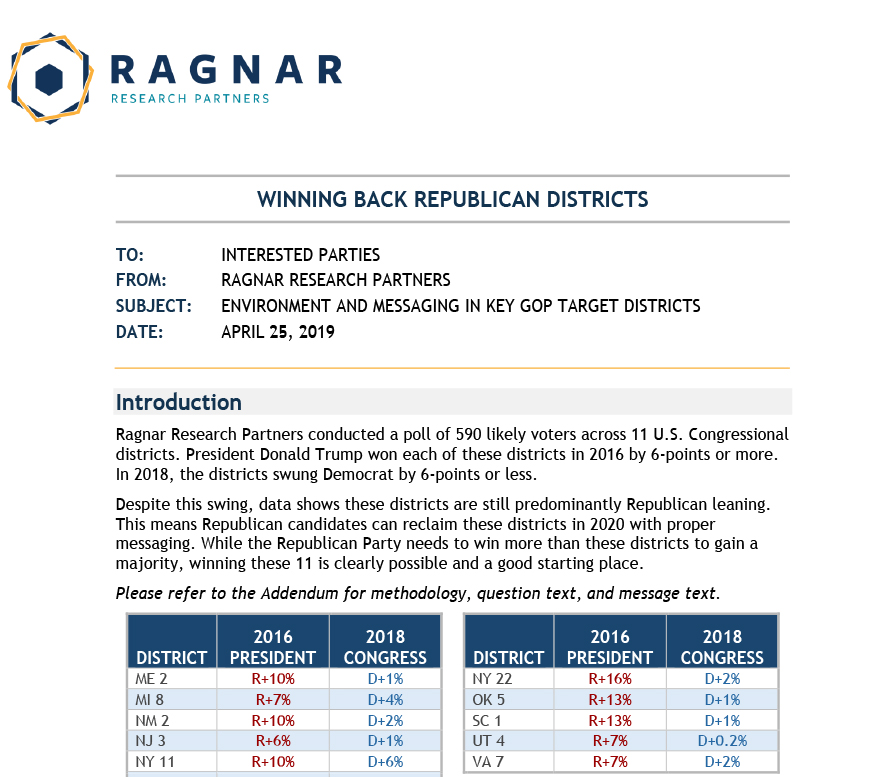 RAGNAR
RESEARCH PARTNERS
WINNING BACK REPUBLICAN DISTRICTS
TO: INTERESTED PARTIES
FROM: RAGNAR RESEARCH PARTNERS
SUBJECT: ENVIRONMENT AND MESSAGING IN KEY GOP TARGET DISTRICTS
DATE: APRIL 25, 2019
Introduction
Ragnar Research Partners conducted a poll of 590 likely voters across 11 U.S. Congressional
districts. President Donald Trump won each of these districts in 2016 by 6-points or more.
In 2018, the districts swung Democrat by 6-points or less.
Despite this swing, data shows these districts are still predominantly Republican leaning.
This means Republican candidates can reclaim these districts in 2020 with proper
messaging. While the Republican Party needs to win more than these districts to gain a
majority, winning these 11 is clearly possible and a good starting place.
Please refer to the Addendum for methodology, question text, and message text.
DISTRICT 2016 PRESIDENT 2018 CONGRESS
ME 2 R+10% D+1%
MI 8 R+7% D+4%
NM 2 R+10% D+2%
NJ 3 R+6% D+1%
NY 11 R+10% D+6%
DISTRICT 2016 PRESIDENT 2018 CONGRESS
NY 22 R+16% D+2%
OK 5 R+13% D+1%
SC 1 R+13% D+1%
UT 4 R+7% D+0.2%
VA 7 R+7% D+2%